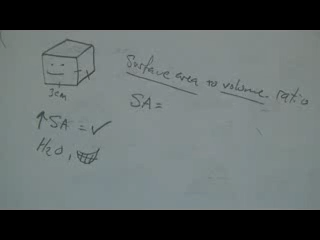 Surface area to volume ratio
SA =
3cm
↑SA = ✓
H2O,